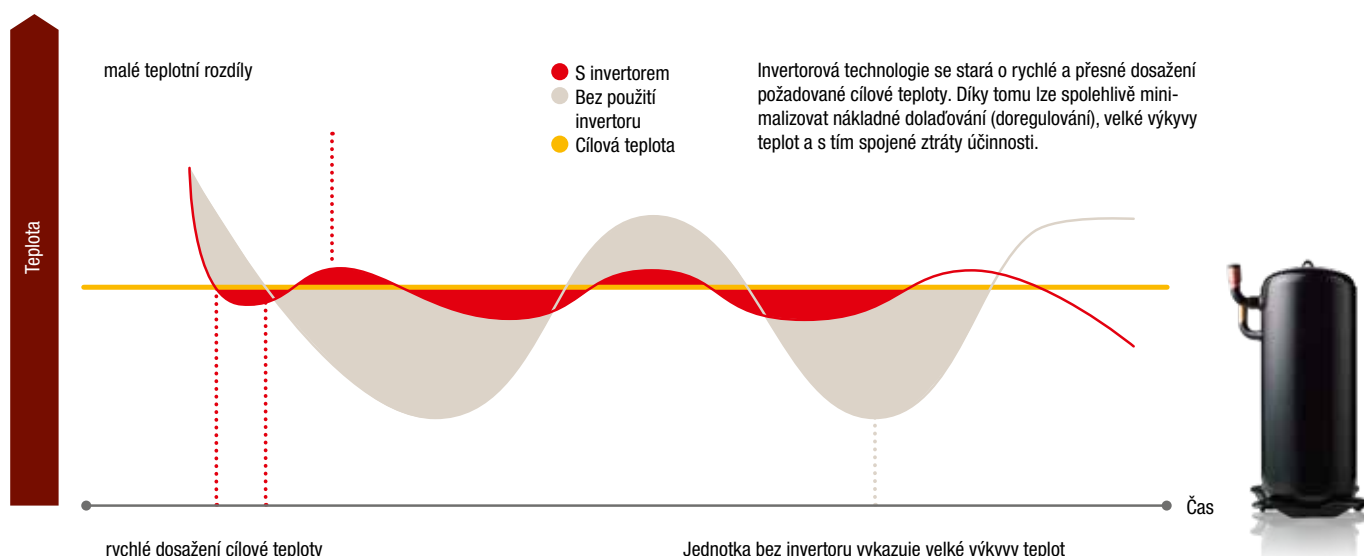 malé teplotní rozdíly
S invertorem
Bez použití
invertoru
Cílová teplota
Invertorová technologie se stará o rychlé a přesné dosažení
požadované cílové teploty. Díky tomu lze spolehlivě mini-
malizovat nákladné dolaďování (doregulování), velké výkyvy
teplot a s tím spojené ztráty účinnosti.
Teplota
Čas
rychlé dosažení cílové teploty
Jednotka bez invertoru vykazuje velké výkyvy teplot